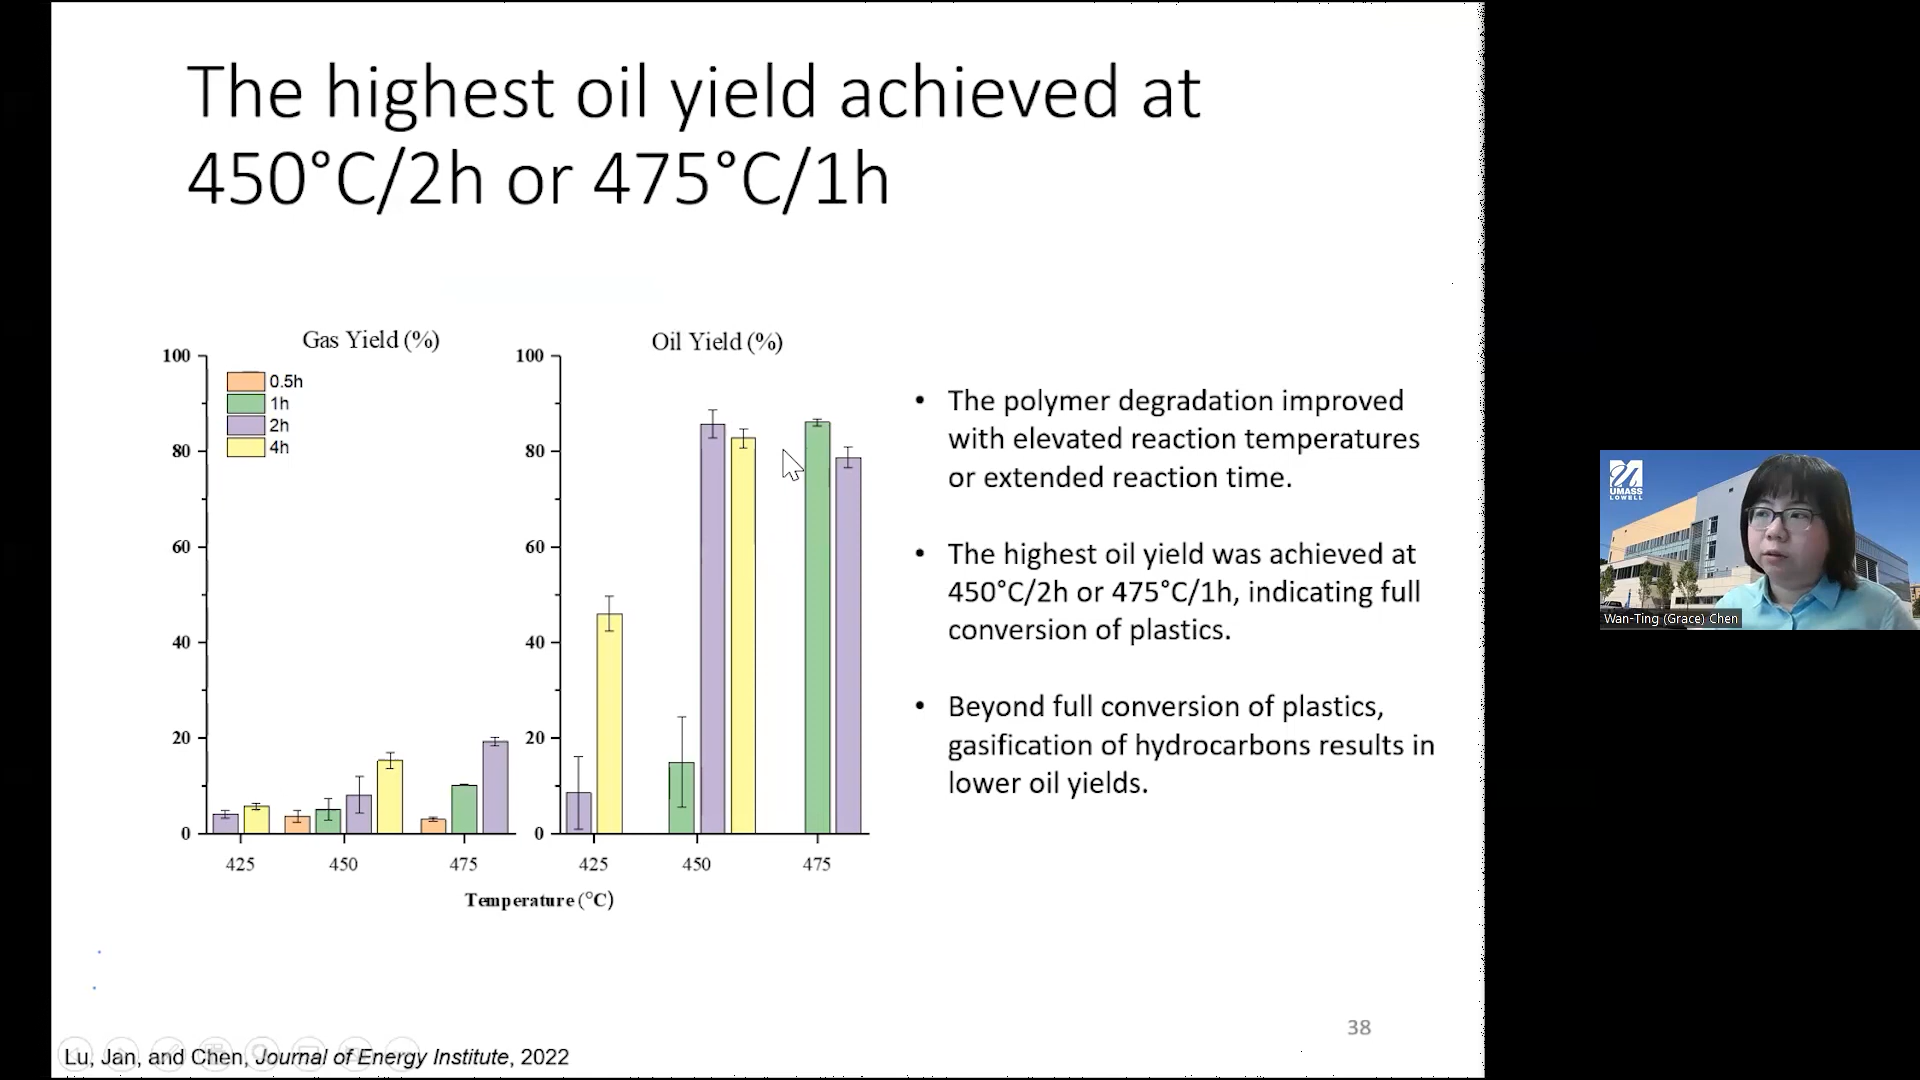 The highest oil yield achieved at
450°C/2h or 475°C/1h
Gas Yield (%)
100
80
60
40
20
0
0.5h
1h
2h
4h
425
450
475
Oil Yield (%)
100
80
60
40
20
0
425
450
475
Temperature (°C)
• The polymer degradation improved
with elevated reaction temperatures
or extended reaction time.
• The highest oil yield was achieved at
450°C/2h or 475°C/1h, indicating full
conversion of plastics.
• Beyond full conversion of plastics,
gasification of hydrocarbons results in
lower oil yields.
38
Lu, Jan, and Chen, Journal of Energy Institute, 2022
UMASS
LOWELL
Wan-Ting (Grace) Chen